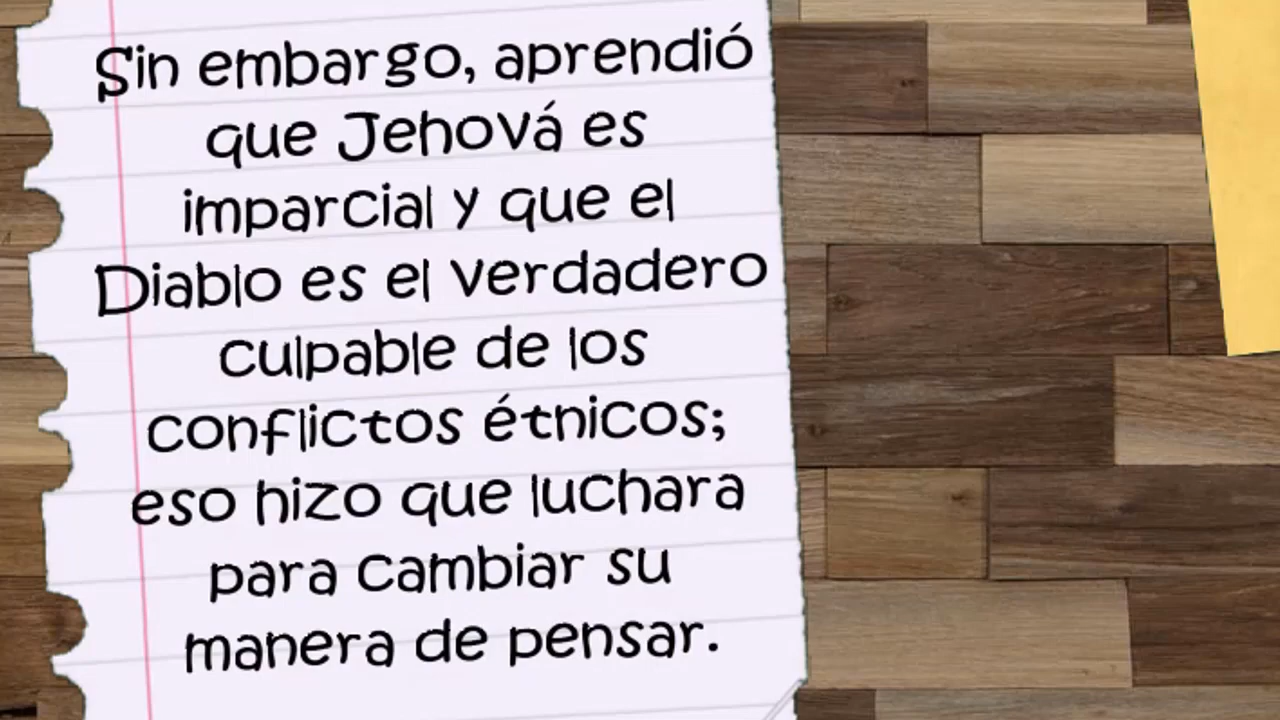 Sin embargo, aprendió
que Jehová es
imparcial y que el
Diablo es el verdadero
culpable de los
conflictos étnicos;
eso hizo que luchara
para cambiar su
manera de pensar.